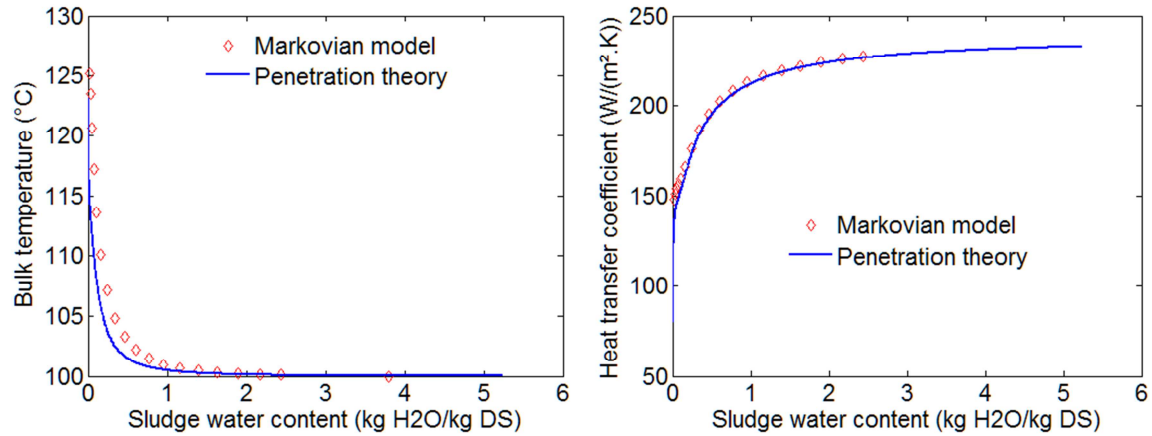 130
125
120
115
110
105
100
Bulk temperature (°C)
Markovian model
Penetration theory
0 1 2 3 4 5 6
Sludge water content (kg H2O/kg DS)
250
200
150
100
50
Heat transfer coefficient (W/(m².K))
Markovian model
Penetration theory
0 1 2 3 4 5 6
Sludge water content (kg H2O/kg DS)